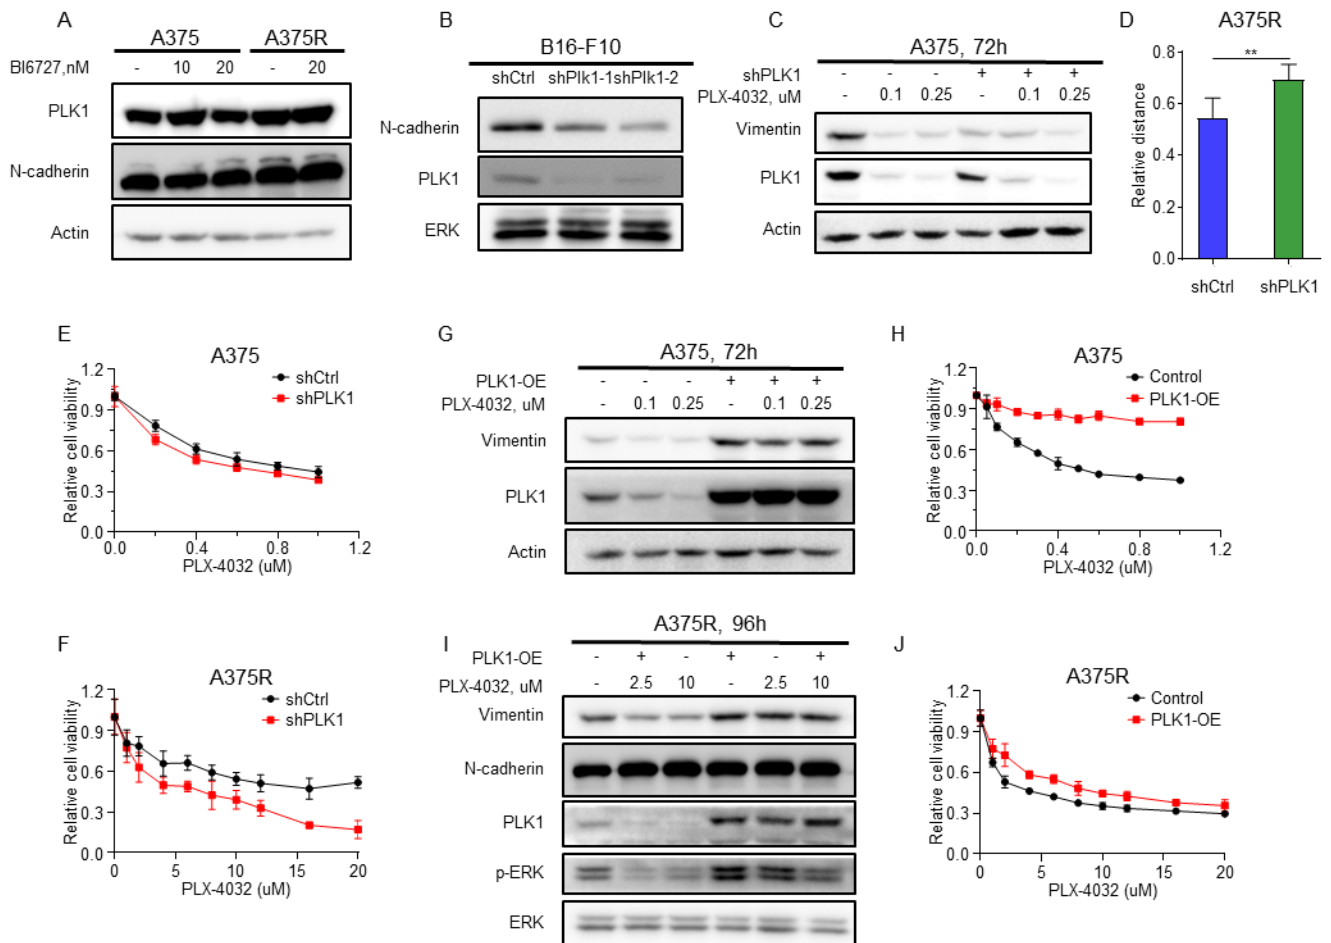 A
A375 A375R
BI6727,nM - 10 20 - 20
PLK1
N-cadherin
Actin
B
B16-F10
shCtrl shPlk1-1 shPlk1-2
N-cadherin
PLK1
ERK
C
A375, 72h
shPLK1 - - - + + +
PLX-4032, uM - 0.1 0.25 - 0.1 0.25
Vimentin
PLK1
Actin
D
A375R
**
Relative distance
0.8
0.6
0.4
0.2
0.0
shCtrl shPLK1
E
A375
shCtrl
shPLK1
Relative cell viability
1.2
0.9
0.6
0.3
0.0
0.0 0.4 0.8 1.2
PLX-4032 (uM)
G
A375, 72h
PLK1-OE - - - + + +
PLX-4032, uM - 0.1 0.25 - 0.1 0.25
Vimentin
PLK1
Actin
H
A375
Control
PLK1-OE
Relative cell viability
1.2
0.9
0.6
0.3
0.0
0.0 0.4 0.8 1.2
PLX-4032 (uM)
F
A375R
shCtrl
shPLK1
Relative cell viability
1.2
0.9
0.6
0.3
0.0
0 5 10 15 20
PLX-4032 (uM)
I
A375R, 96h
PLK1-OE - + - + - +
PLX-4032, uM - 2.5 10 - 2.5 10
Vimentin
N-cadherin
PLK1
p-ERK
ERK
J
A375R
Control
PLK1-OE
Relative cell viability
1.2
0.9
0.6
0.3
0.0
0 5 10 15 20
PLX-4032 (uM)